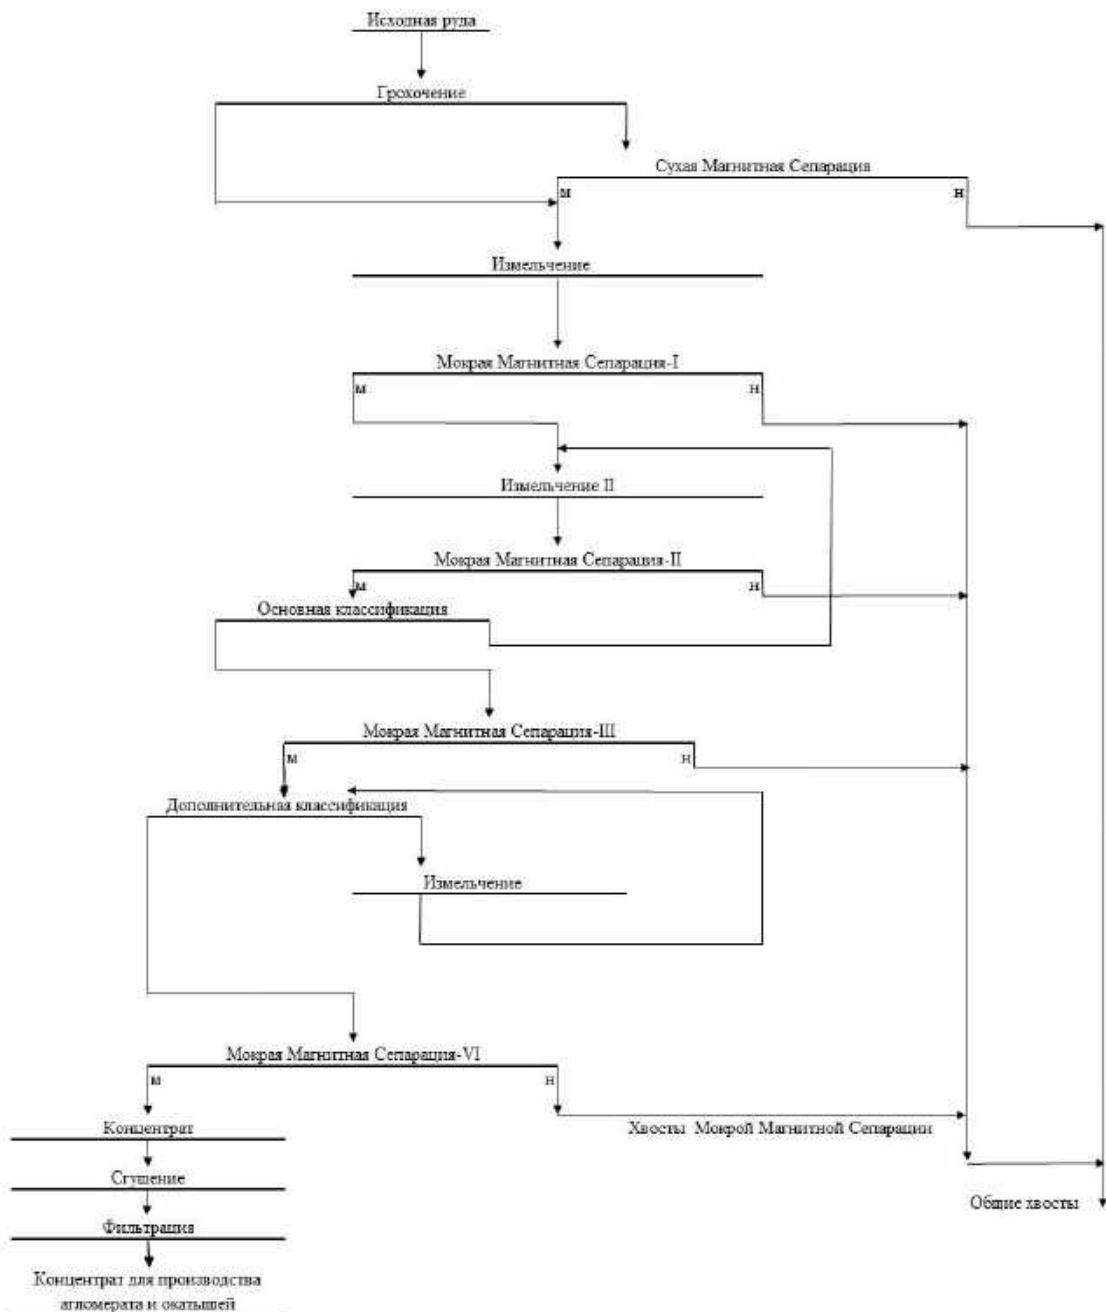 Исходная руда
Грохочение
Сухая Магнитная Сепарация
м
н
Измельчение
Мокрая Магнитная Сепарация-I
м
н
Измельчение II
Мокрая Магнитная Сепарация-II
м
н
Основная классификация
Мокрая Магнитная Сепарация-III
м
н
Дополнительная классификация
Измельчение
Мокрая Магнитная Сепарация-VI
м
н
Концентрат
Хвосты Мокрой Магнитной Сепарации
Сгушение
Общие хвосты
Фильтрация
Концентрат для производства
агломерата и окатышей